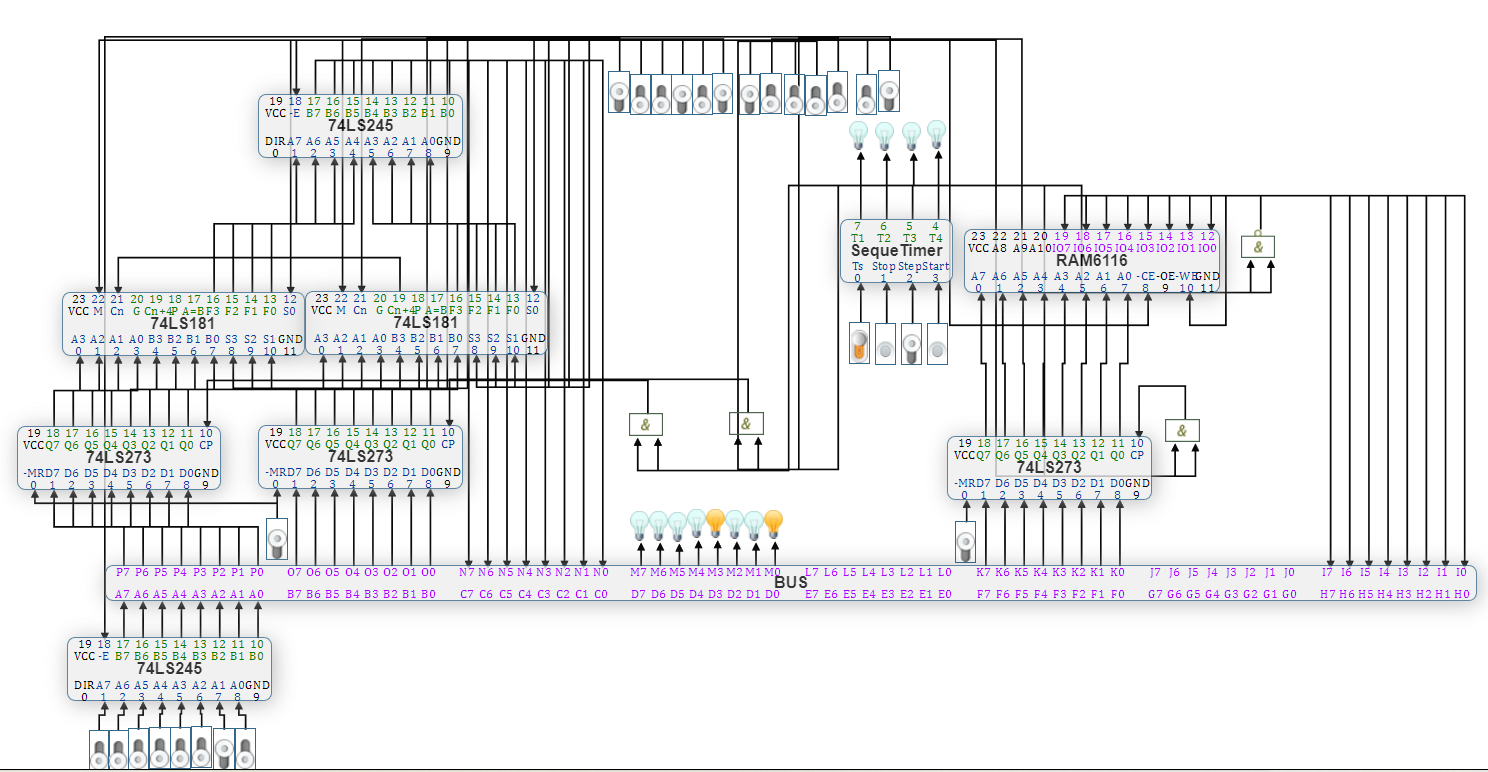 19 18 17 16 15 14 13 12 11 10
VCC -E B7 B6 B5 B4 B3 B2 B1 B0
74LS245
DIR A7 A6 A5 A4 A3 A2 A1 A0 GND
0 1 2 3 4 5 6 7 8 9
7 6 5 4
T1 T2 T3 T4
SequeTimer
Ts Stop Step Start
0 1 2 3
23 22 21 20 19 18 17 16 15 14 13 12
VCC A8 A9 A10 IO7 IO6 IO5 IO4 IO3 IO2 IO1 IO0
RAM6116
A7 A6 A5 A4 A3 A2 A1 A0 -CE -OE -WE GND
0 1 2 3 4 5 6 7 8 9 10 11
&
23 22 21 20 19 18 17 16 15 14 13 12
VCC M Cn G Cn+4 P A=B F3 F2 F1 F0 S0
74LS181
A3 A2 A1 A0 B3 B2 B1 B0 S3 S2 S1 GND
0 1 2 3 4 5 6 7 8 9 10 11
23 22 21 20 19 18 17 16 15 14 13 12
VCC M Cn G Cn+4 P A=B F3 F2 F1 F0 S0
74LS181
A3 A2 A1 A0 B3 B2 B1 B0 S3 S2 S1 GND
0 1 2 3 4 5 6 7 8 9 10 11
&
&
&
19 18 17 16 15 14 13 12 11 10
VCC Q7 Q6 Q5 Q4 Q3 Q2 Q1 Q0 CP
74LS273
-MR D7 D6 D5 D4 D3 D2 D1 D0 GND
0 1 2 3 4 5 6 7 8 9
19 18 17 16 15 14 13 12 11 10
VCC Q7 Q6 Q5 Q4 Q3 Q2 Q1 Q0 CP
74LS273
-MR D7 D6 D5 D4 D3 D2 D1 D0 GND
0 1 2 3 4 5 6 7 8 9
19 18 17 16 15 14 13 12 11 10
VCC Q7 Q6 Q5 Q4 Q3 Q2 Q1 Q0 CP
74LS273
-MR D7 D6 D5 D4 D3 D2 D1 D0 GND
0 1 2 3 4 5 6 7 8 9
P7 P6 P5 P4 P3 P2 P1 P0 O7 O6 O5 O4 O3 O2 O1 O0 N7 N6 N5 N4 N3 N2 N1 N0 M7 M6 M5 M4 M3 M2 M1 M0 L7 L6 L5 L4 L3 L2 L1 L0 K7 K6 K5 K4 K3 K2 K1 K0 J7 J6 J5 J4 J3 J2 J1 J0 I7 I6 I5 I4 I3 I2 I1 I0
BUS
A7 A6 A5 A4 A3 A2 A1 A0 B7 B6 B5 B4 B3 B2 B1 B0 C7 C6 C5 C4 C3 C2 C1 C0 D7 D6 D5 D4 D3 D2 D1 D0 E7 E6 E5 E4 E3 E2 E1 E0 F7 F6 F5 F4 F3 F2 F1 F0 G7 G6 G5 G4 G3 G2 G1 G0 H7 H6 H5 H4 H3 H2 H1 H0
19 18 17 16 15 14 13 12 11 10
VCC -E B7 B6 B5 B4 B3 B2 B1 B0
74LS245
DIR A7 A6 A5 A4 A3 A2 A1 A0 GND
0 1 2 3 4 5 6 7 8 9